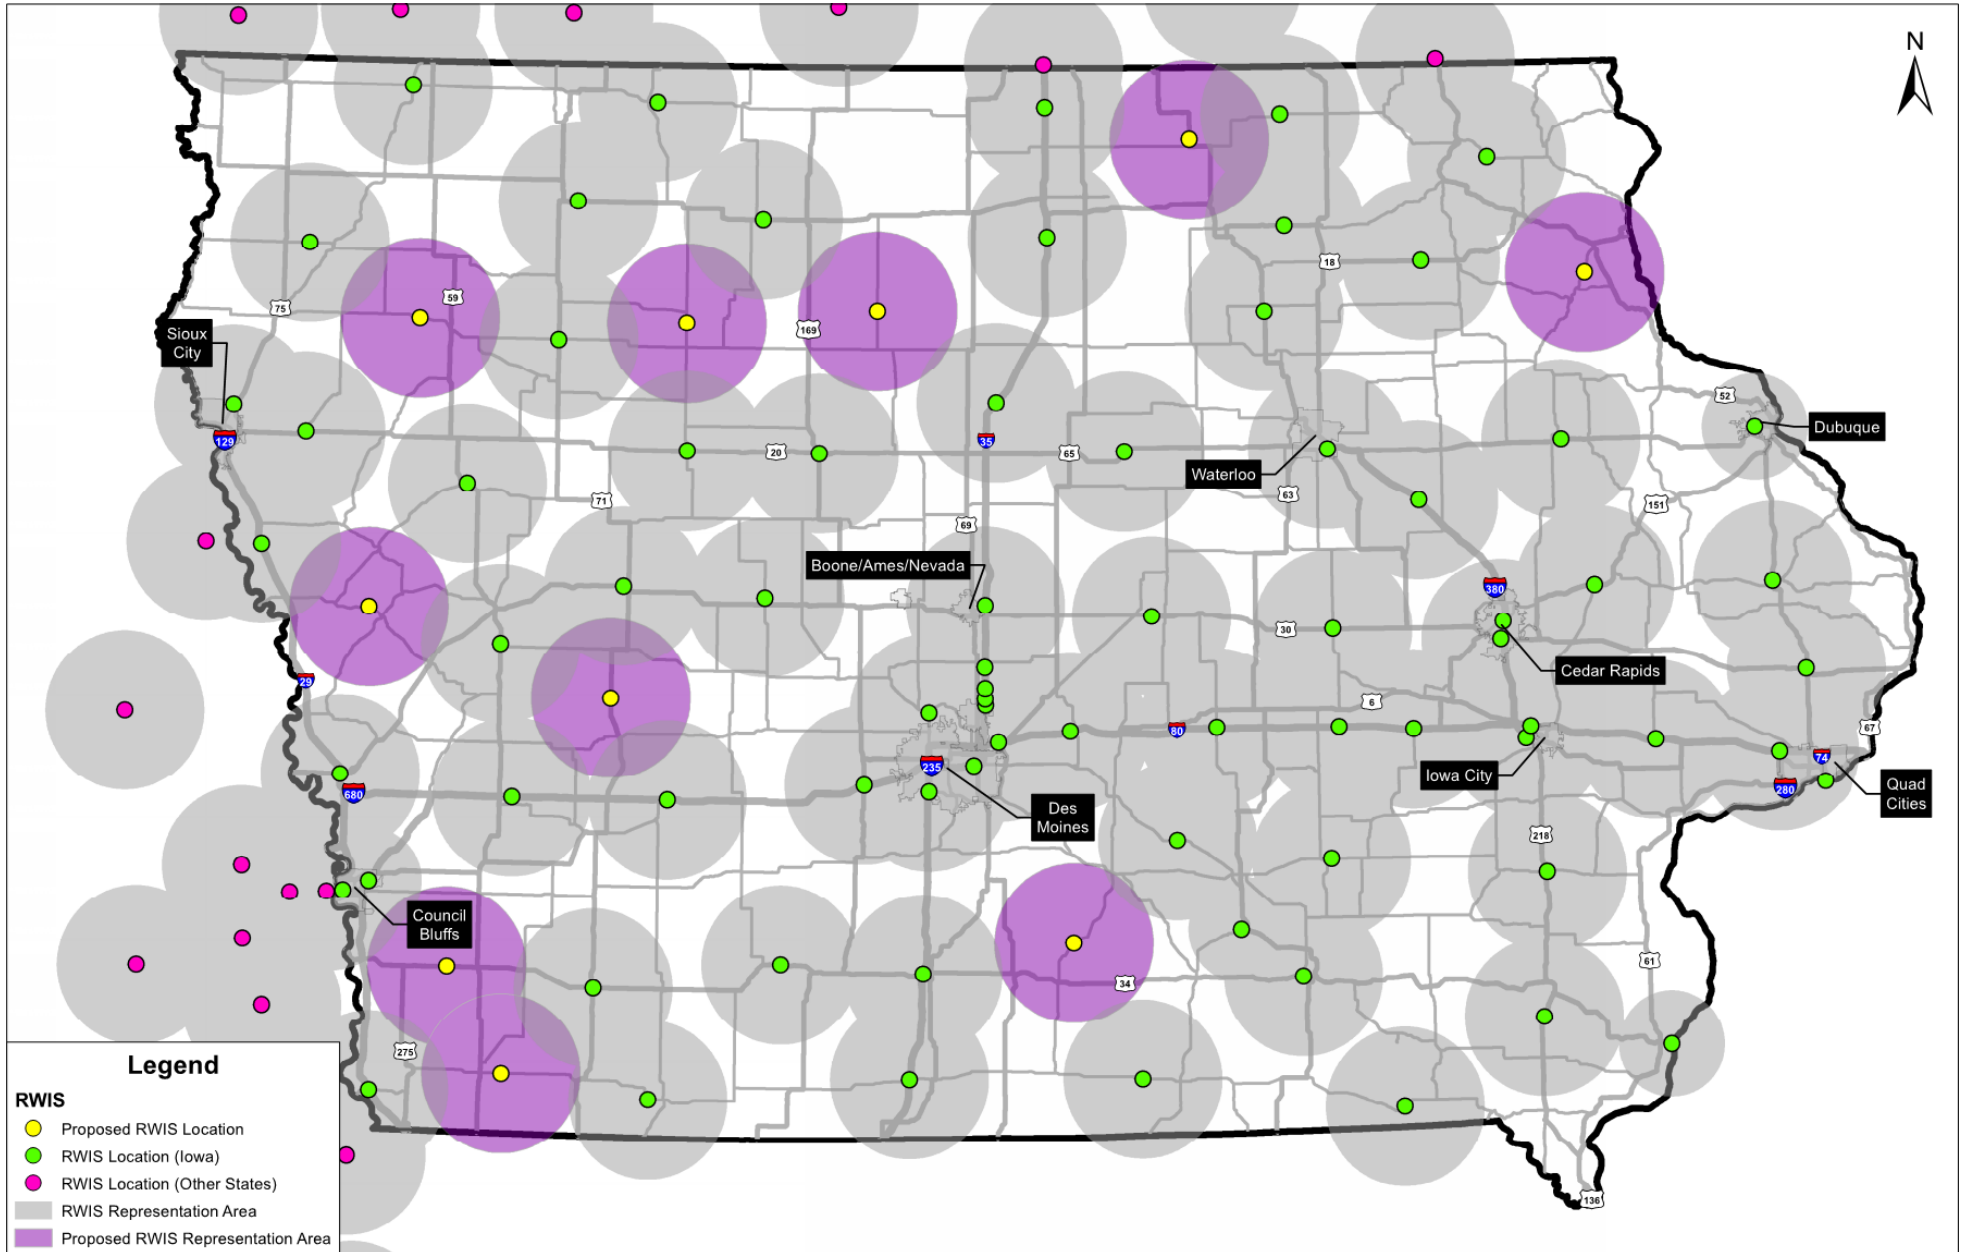 N
18
59
75
169
Sioux
City
52
Dubuque
129
35
20
65
Waterloo
63
71
151
69
Boone/Ames/Nevada
380
30
Cedar Rapids
29
6
67
80
74
235
Iowa City
680
280
Quad
Cities
Des
Moines
218
Council
Bluffs
61
34
275
136
Legend
RWIS
Proposed RWIS Location
RWIS Location (Iowa)
RWIS Location (Other States)
RWIS Representation Area
Proposed RWIS Representation Area